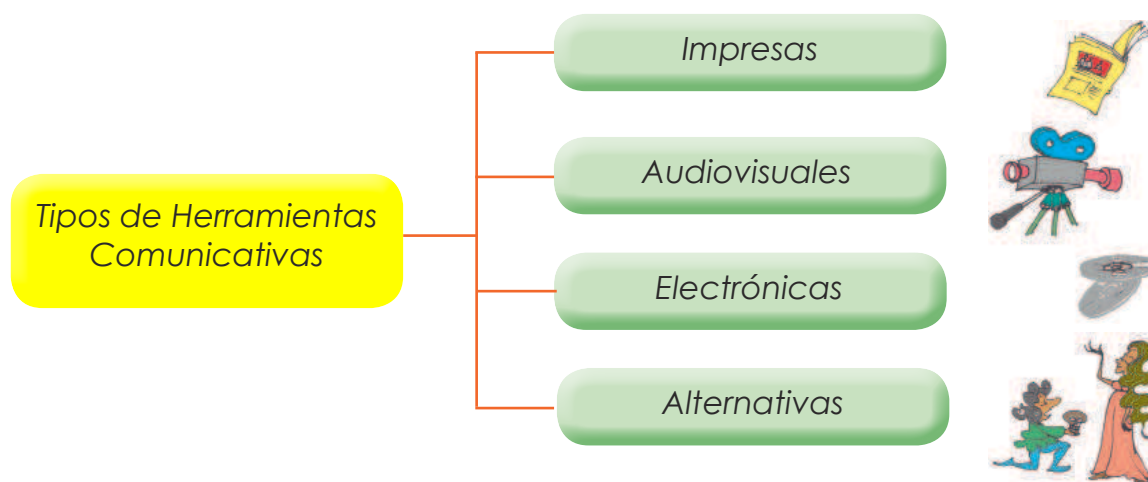 Impresas
Audiovisuales
Tipos de Herramientas
Comunicativas
Electrónicas
Alternativas